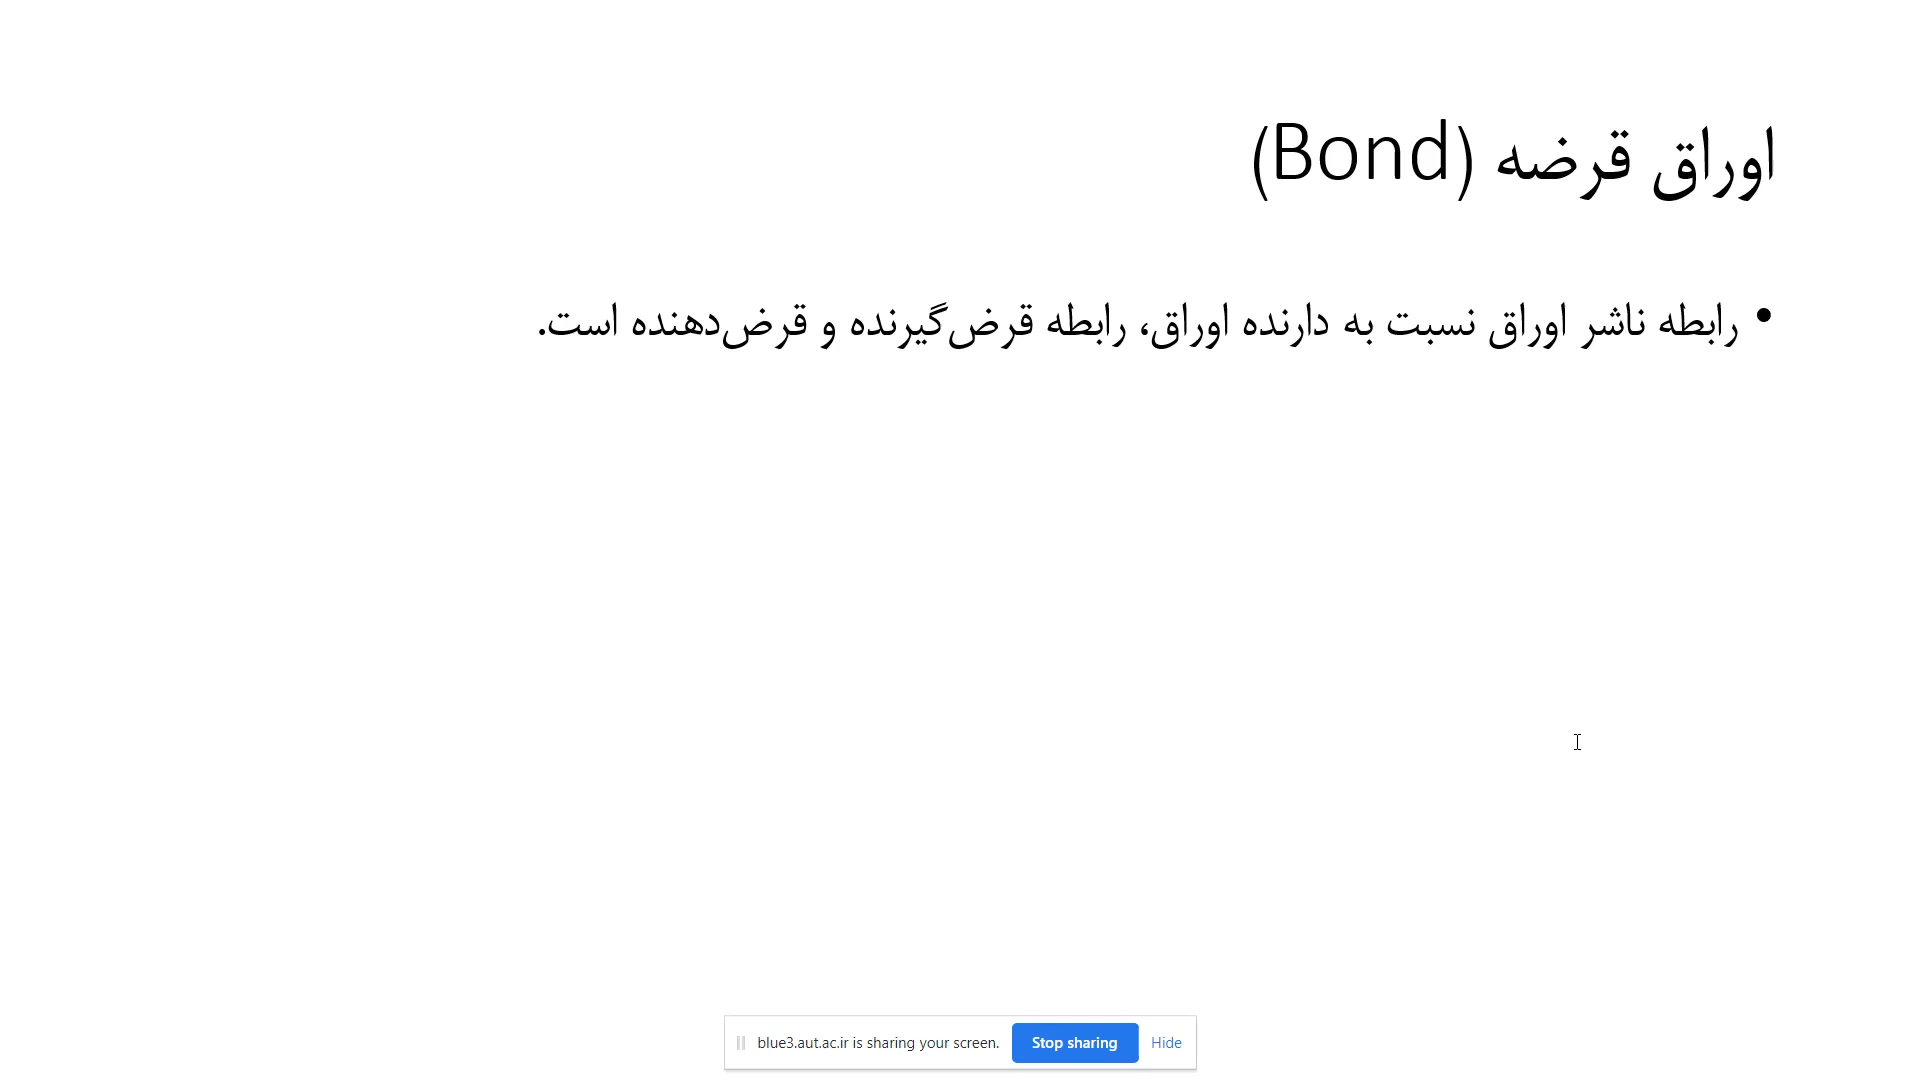 اوراق قرضه (Bond)
• رابطه ناشر اوراق نسبت به دارنده اوراق، رابطه قرض‌گیرنده و قرض‌دهنده است.
blue3.aut.ac.ir is sharing your screen. Stop sharing Hide